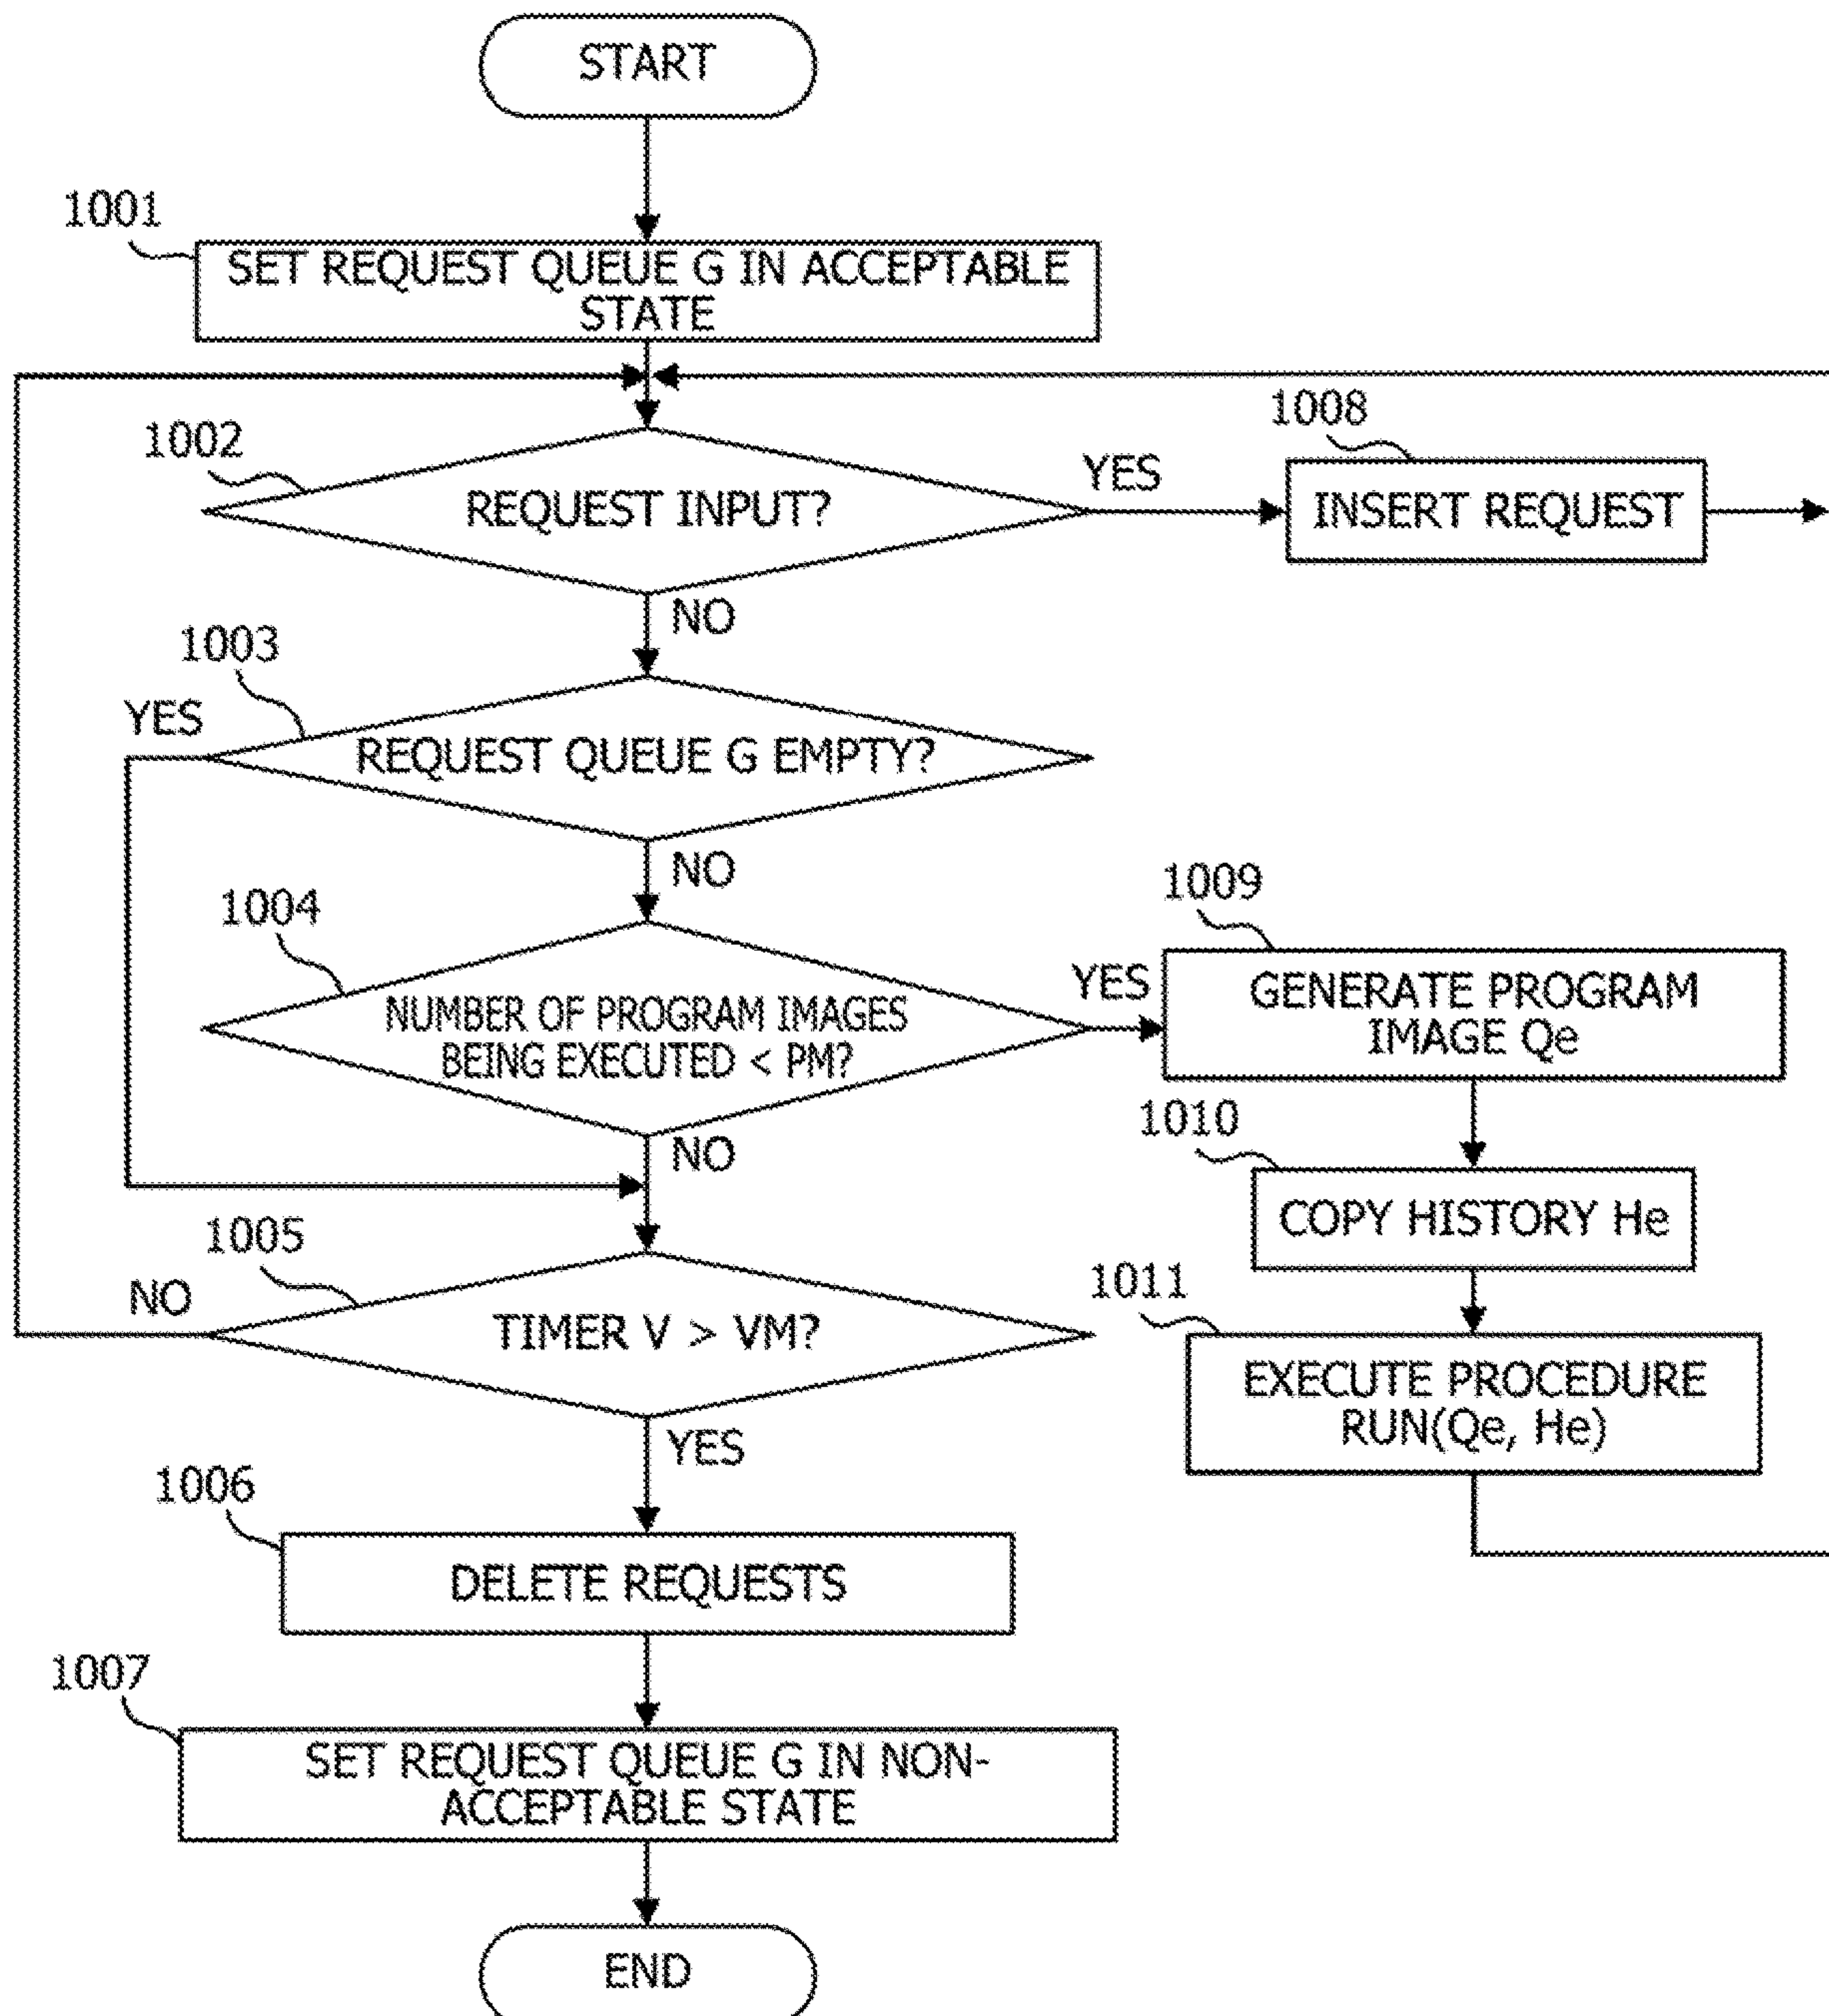 START
1001
SET REQUEST QUEUE G IN ACCEPTABLE
STATE
1002
REQUEST INPUT?
YES
1008
INSERT REQUEST
NO
1003
YES
REQUEST QUEUE G EMPTY?
NO
1004
NUMBER OF PROGRAM IMAGES
BEING EXECUTED < PM?
YES
1009
GENERATE PROGRAM
IMAGE Qe
NO
1010
COPY HISTORY He
1005
NO
TIMER V > VM?
1011
EXECUTE PROCEDURE
RUN(Qe, He)
YES
1006
DELETE REQUESTS
1007
SET REQUEST QUEUE G IN NON-
ACCEPTABLE STATE
END